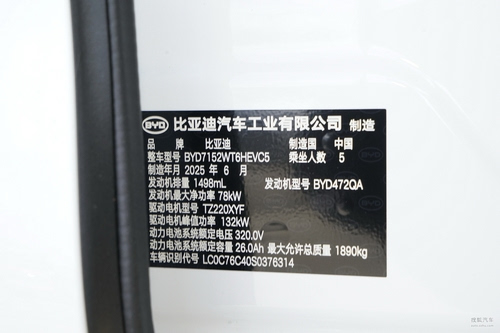 BYD 比亚迪汽车工业有限公司 制造
品牌 比亚迪 制造国 中国
整车型号 BYD7152WT6HEVC5 乘坐人数 5
制造年月 2025 年 6 月
发动机排量 1498mL 发动机型号 BYD472QA
发动机最大净功率 78kW
驱动电机型号 TZ220XYF
驱动电机峰值功率 132kW
动力电池系统额定电压 320.0V
动力电池系统额定容量 26.0Ah 最大允许总质量 1890kg
车辆识别代号 LC0C76C40S0376314
搜狐汽车